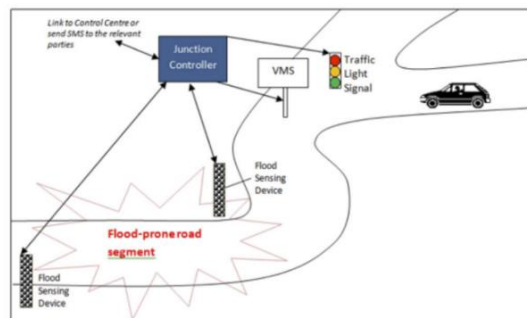 Link to Control Centre or
send SMS to the relevant
parties
Junction
Controller
VMS
Traffic
Light
Signal
Flood
Sensing
Device
Flood-prone road
segment
Flood
Sensing
Device